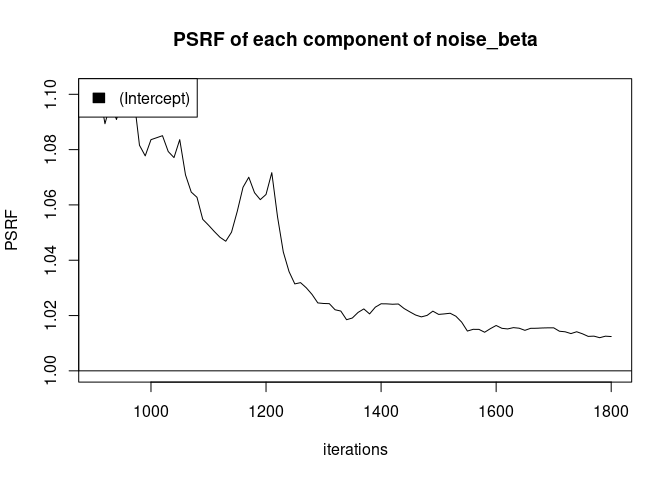 PSRF of each component of noise_beta
(Intercept)
PSRF
1.10
1.08
1.06
1.04
1.02
1.00
1000 1200 1400 1600 1800
iterations